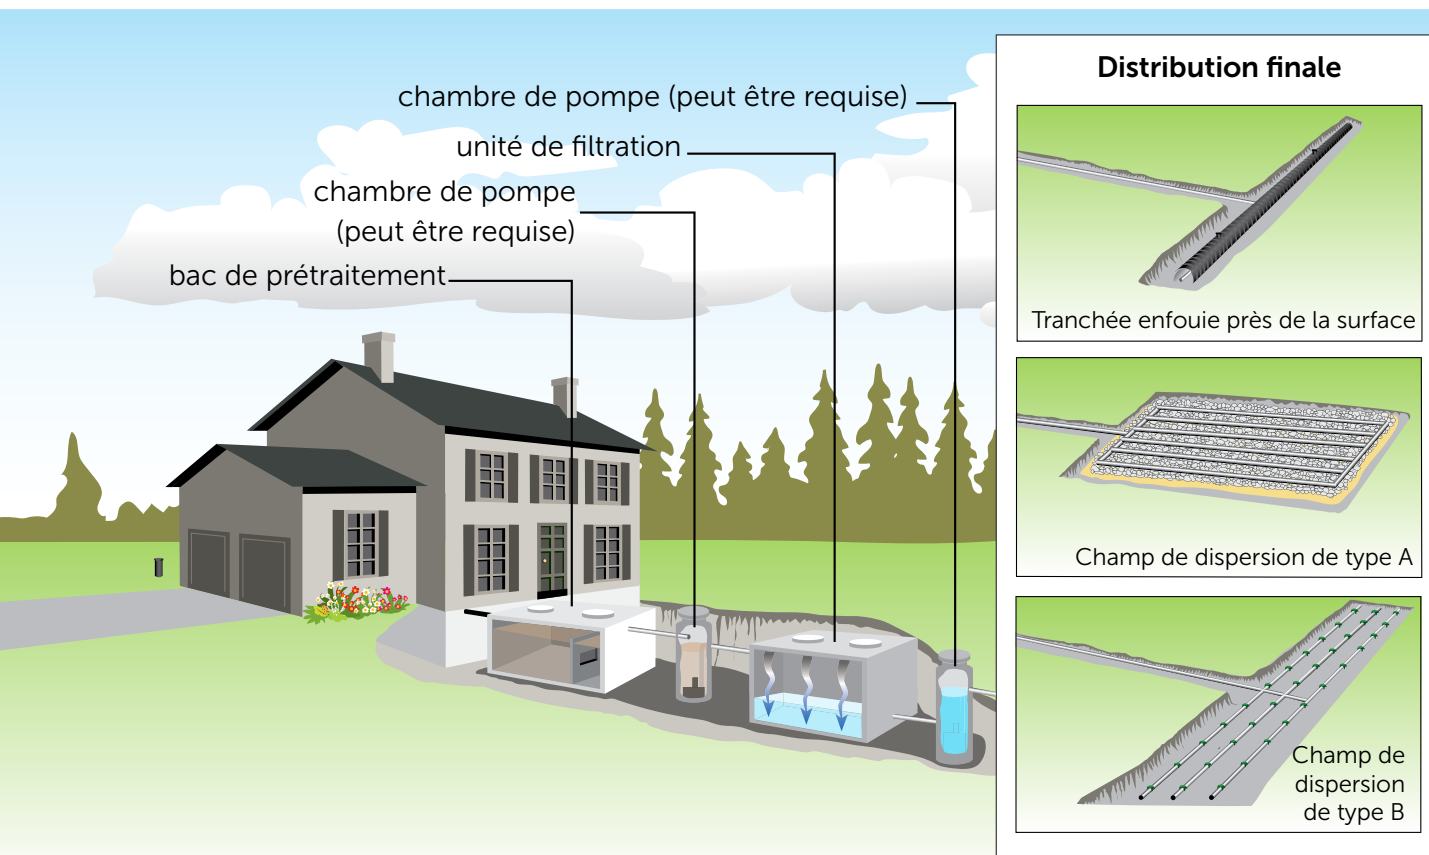 chambre de pompe (peut être requise)
unité de filtration
chambre de pompe
(peut être requise)
bac de prétraitement
Distribution finale
Tranchée enfouie près de la surface
Champ de dispersion de type A
Champ de
dispersion
de type B